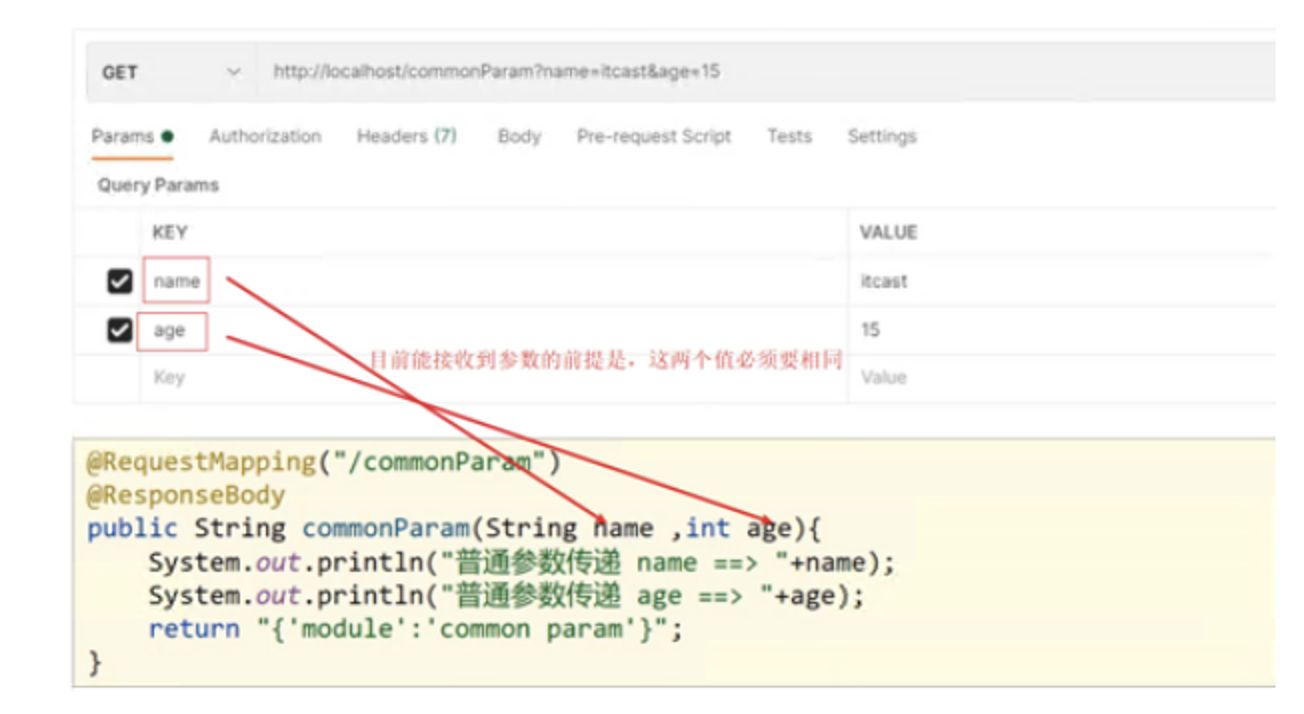 GET http://localhost/commonParam?name=itcast&age=15
Params Authorization Headers (7) Body Pre-request Script Tests Settings
Query Params
KEY VALUE
name itcast
age 15
目前能接收到参数的前提是，这两个值必须要相同
Key Value
@RequestMapping("/commonParam")
@ResponseBody
public String commonParam(String name ,int age){
System.out.println("普通参数传递 name ==> "+name);
System.out.println("普通参数传递 age ==> "+age);
return "{'module':'common param'}";
}